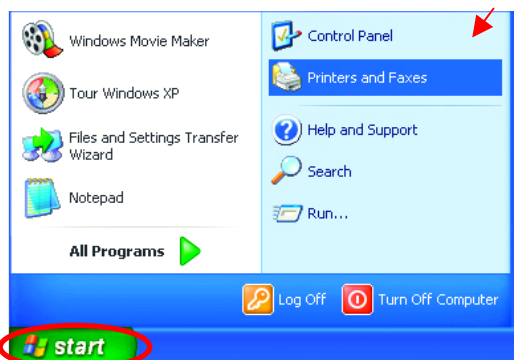 Windows Movie Maker
Tour Windows XP
Files and Settings Transfer
Wizard
Notepad
All Programs
Control Panel
Printers and Faxes
Help and Support
Search
Run...
Log Off
Turn Off Computer
start